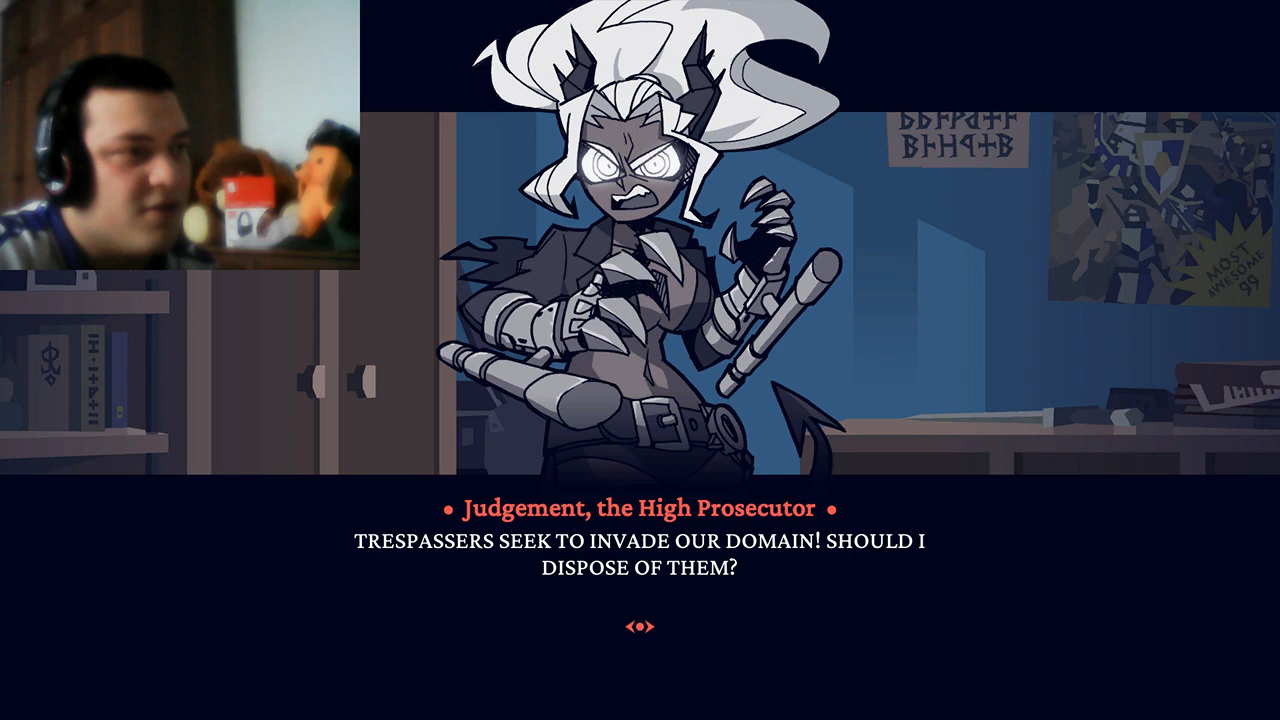 MOST
AWESOME
99
• Judgement, the High Prosecutor •
TRESPASSERS SEEK TO INVADE OUR DOMAIN! SHOULD I
DISPOSE OF THEM?